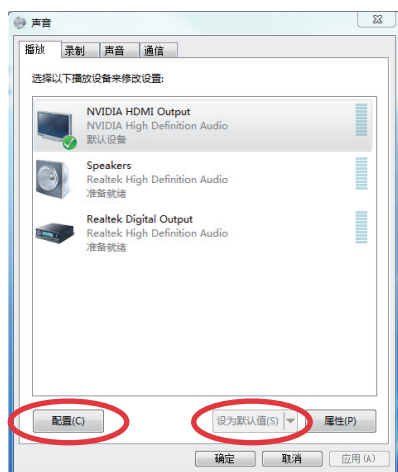 声音
播放 录制 声音 通信
选择以下播放设备来修改设置:
NVIDIA HDMI Output
NVIDIA High Definition Audio
默认设备
Speakers
Realtek High Definition Audio
准备就绪
Realtek Digital Output
Realtek High Definition Audio
准备就绪
配置(C) 设为默认值(S) 属性(P)
确定 取消 应用(A)